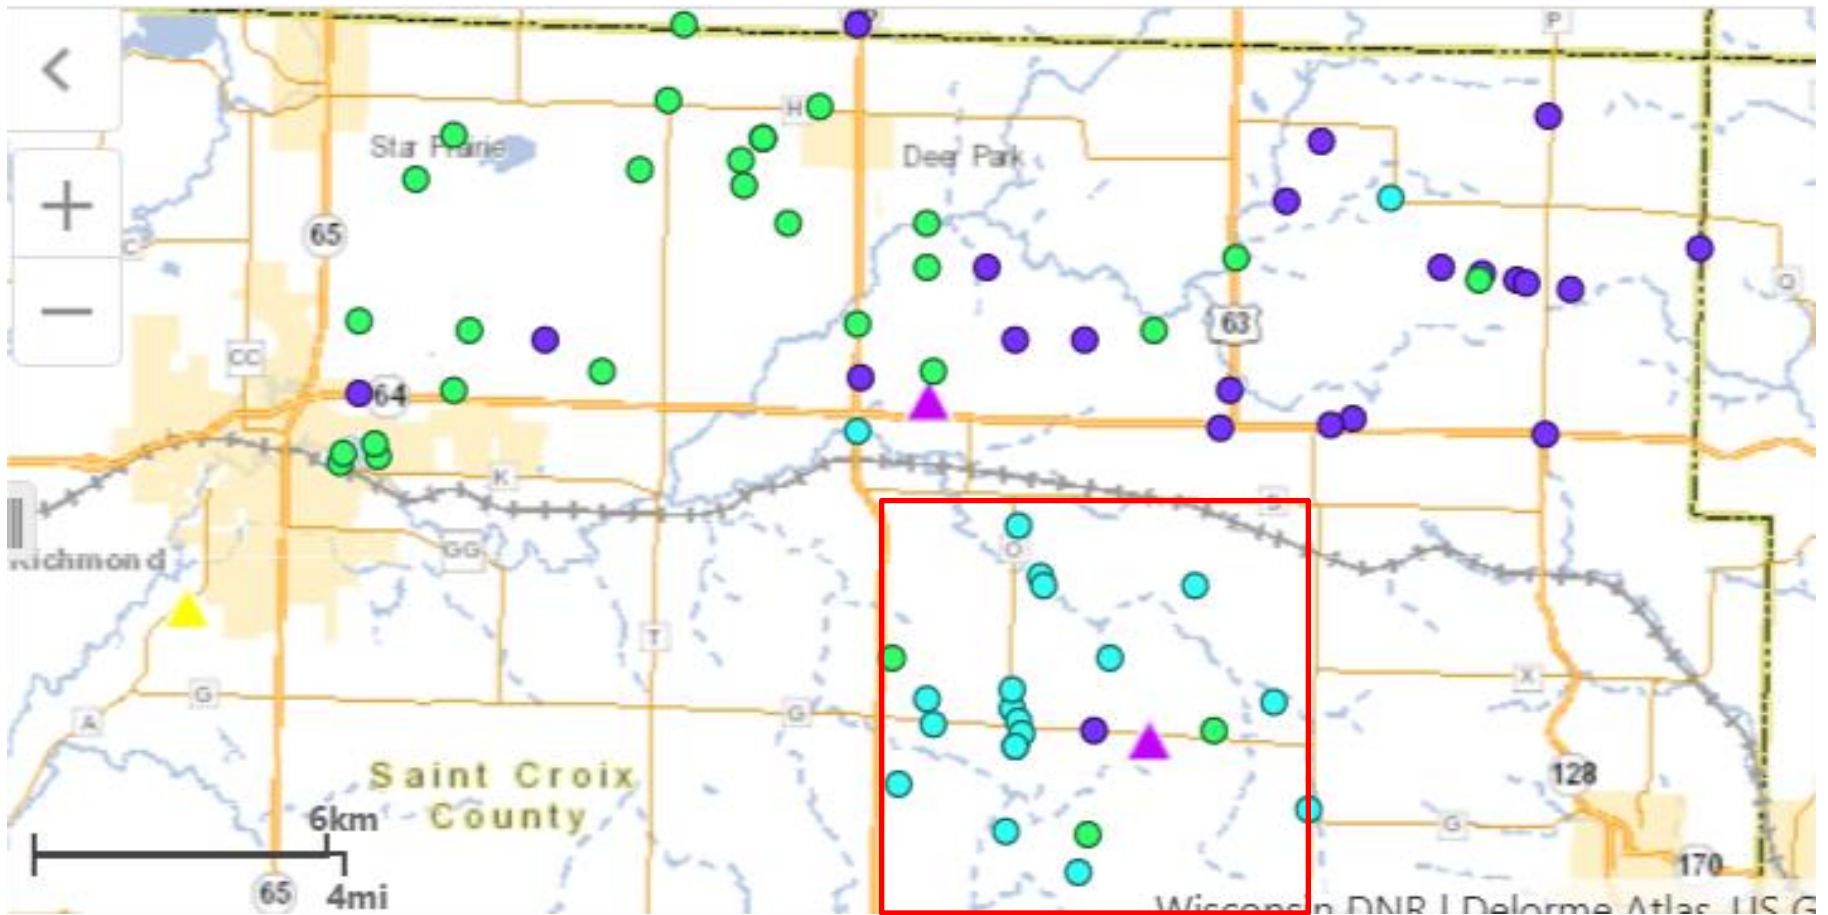 P
H
Star Prairie
Deer Park
65
C
Q
63
CC
64
K
S
Richmond
GG
O
T
X
G
G
A
128
Saint Croix
County
6km
G
170
65
4mi
Wisconsin DNR | Delorme Atlas, US G